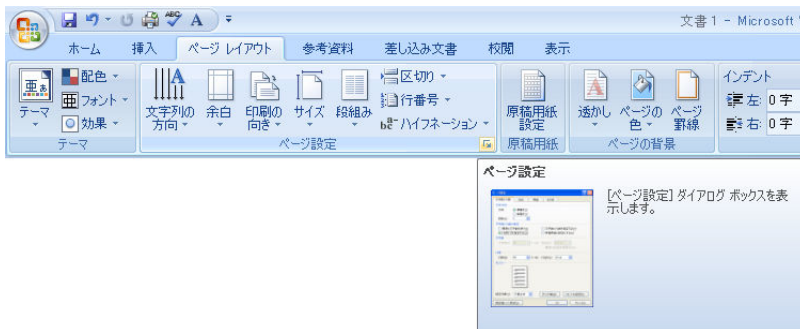 文書1 - Microsoft
ホーム 挿入 ページ レイアウト 参考資料 差し込み文書 校閲 表示
亜ぁ 配色 区切り インデント
A
フォント 行番号 左: 0字
テーマ 文字列の方向 余白 印刷の向き サイズ 段組み 原稿用紙設定 透かし ページの色 ページ罫線
効果 ハイフネーション 右: 0字
テーマ ページ設定 原稿用紙 ページの背景
ページ設定
[ページ設定] ダイアログ ボックスを表
示します。